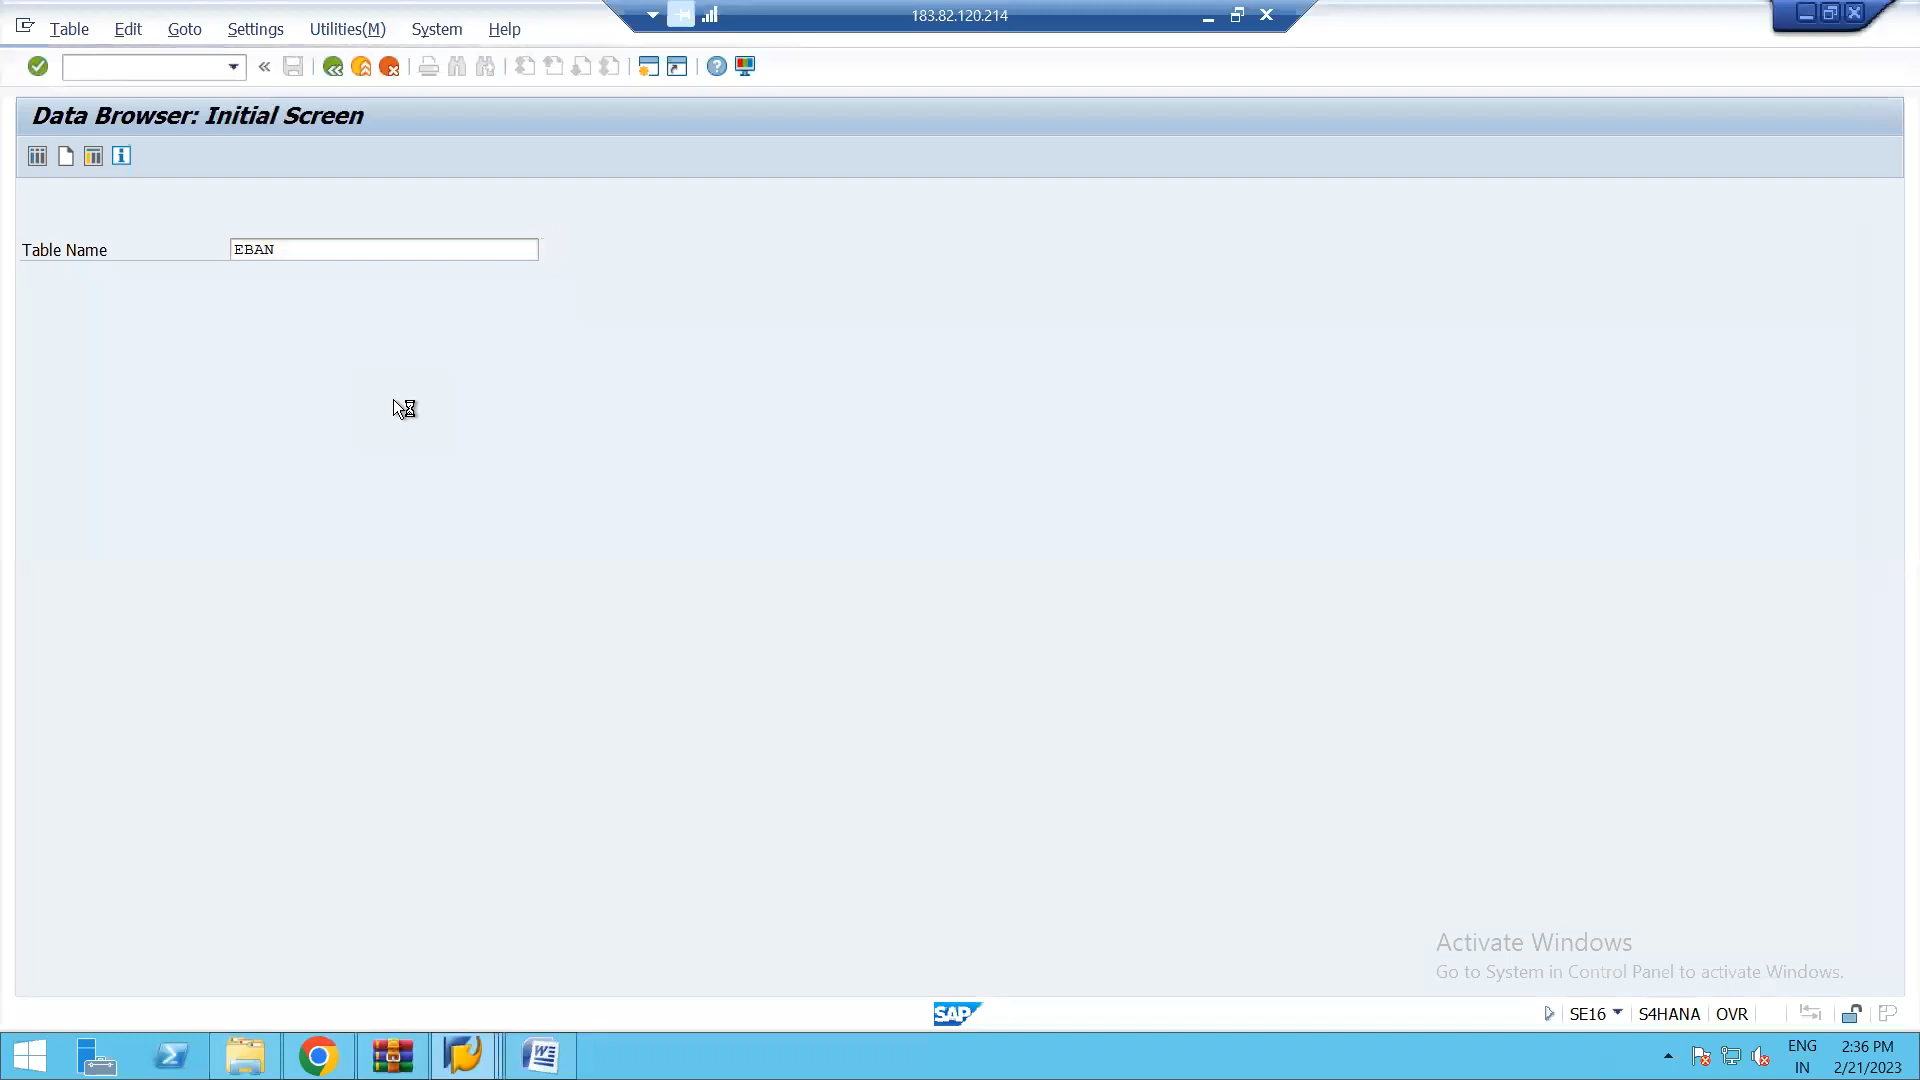 183.82.120.214
Table Edit Goto Settings Utilities(M) System Help
Data Browser: Initial Screen
Table Name EBAN
Activate Windows
Go to System in Control Panel to activate Windows.
SAP SE16 S4HANA OVR
ENG 2:36 PM
IN 2/21/2023